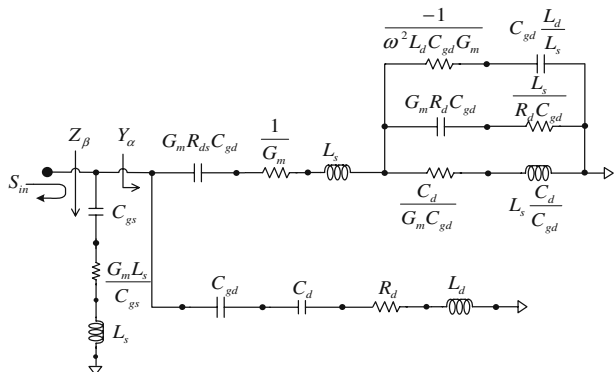 -1
ω²L_dC_gdG_m
C_gd L_d/L_s
G_mR_dC_gd
L_s
R_dC_gd
Z_β
Y_α
G_mR_dsC_gd
1
G_m
L_s
S_in
C_d
G_mC_gd
L_s C_d/C_gd
C_gs
G_mL_s
C_gs
L_s
C_gd
C_d
R_d
L_d